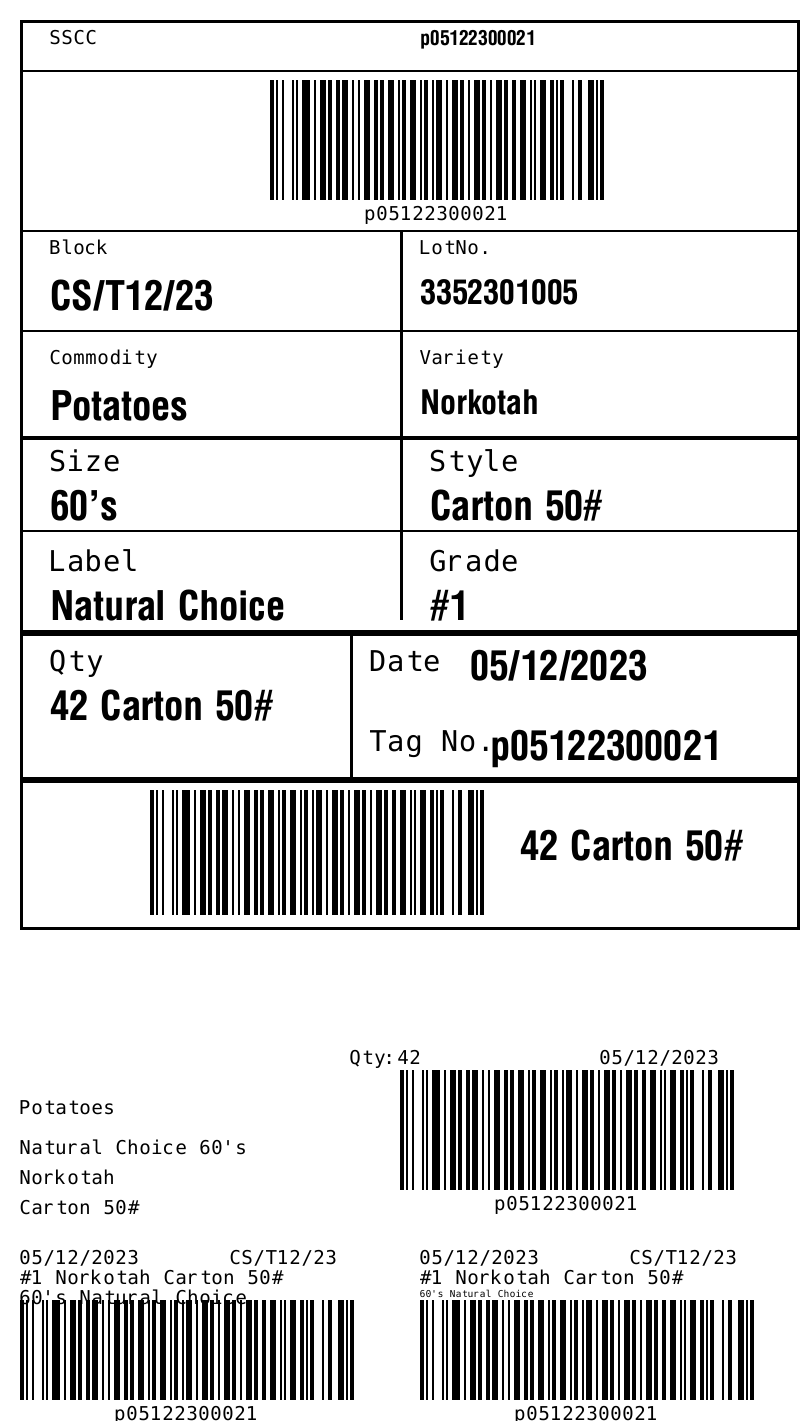 SSCC p05122300021
p05122300021
Block LotNo.
CS/T12/23 3352301005
Commodity Variety
Potatoes Norkotah
Size Style
60's Carton 50#
Label Grade
Natural Choice #1
Qty Date 05/12/2023
42 Carton 50#
Tag No. p05122300021
42 Carton 50#
Qty: 42 05/12/2023
Potatoes
Natural Choice 60's
Norkotah
Carton 50#
p05122300021
05/12/2023 CS/T12/23 05/12/2023 CS/T12/23
#1 Norkotah Carton 50# #1 Norkotah Carton 50#
60's Natural Choice 60's Natural Choice
p05122300021 p05122300021